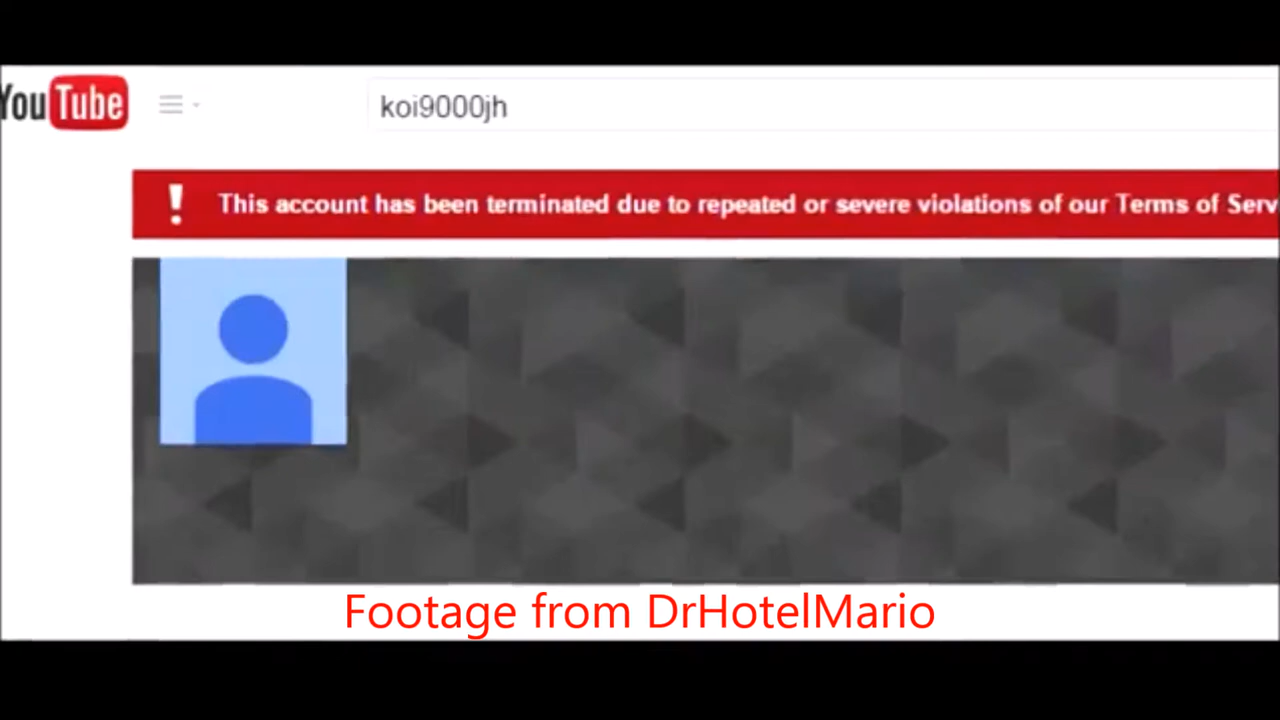 YouTube
koi9000jh
This account has been terminated due to repeated or severe violations of our Terms of Serv
Footage from DrHotelMario